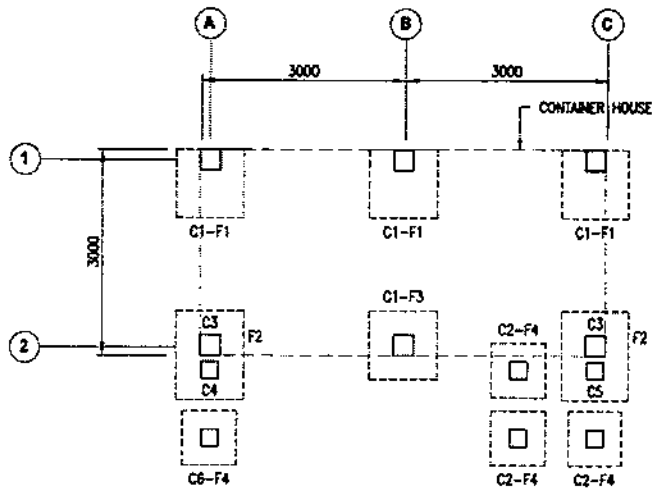 A B C
3000 3000
CONTAINER HOUSE
1
C1-F1 C1-F1 C1-F1
3000
C1-F3
C3 C3
2 F2 C2-F4 F2
C4 C5
C6-F4 C2-F4 C2-F4